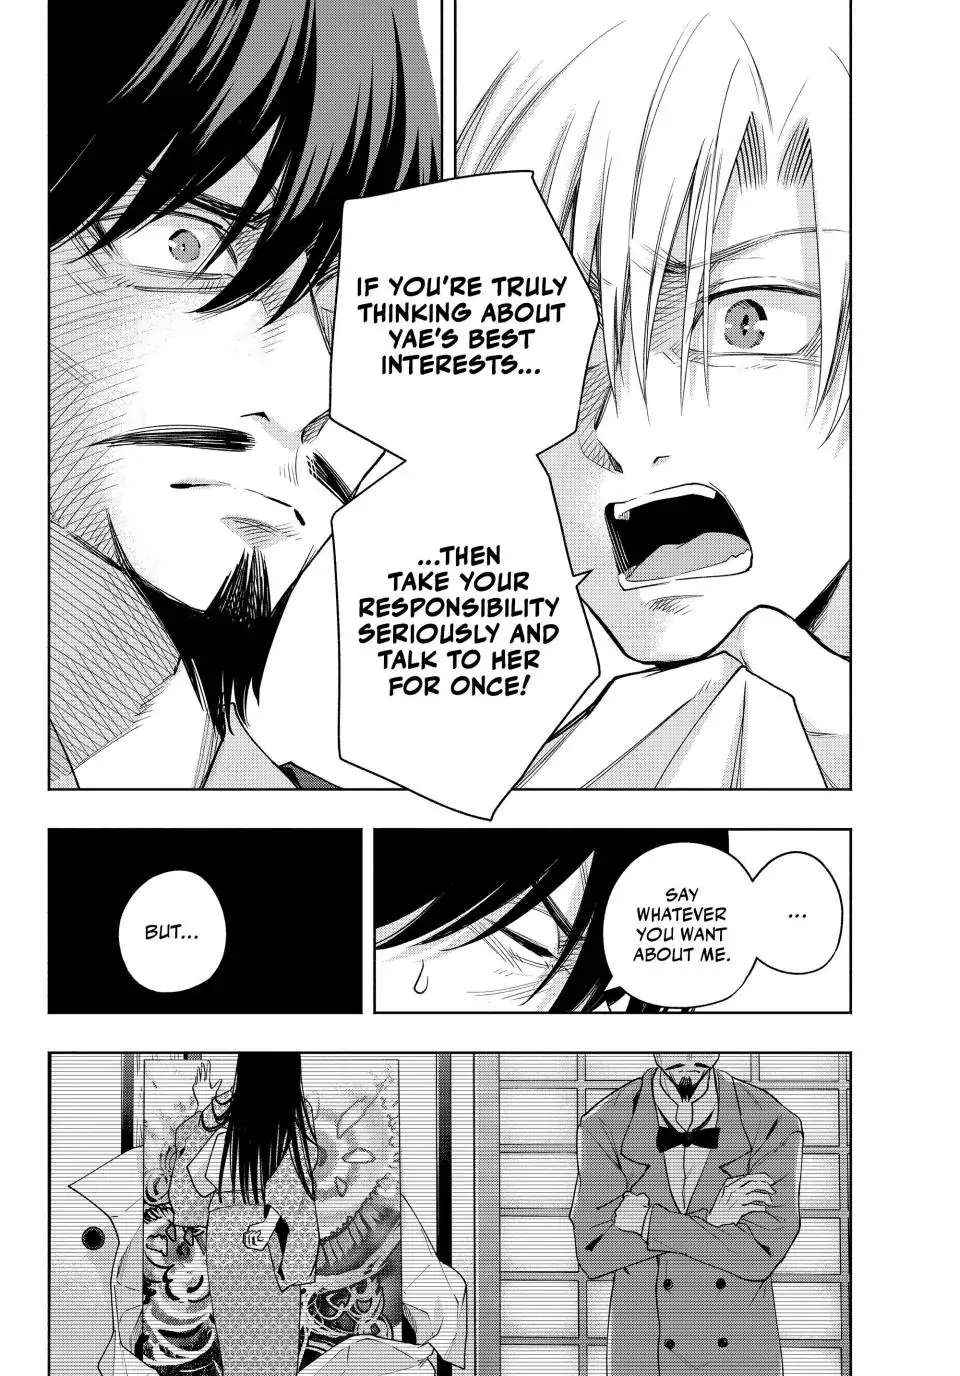 IF YOU'RE TRULY
THINKING ABOUT
YAE'S BEST
INTERESTS...
...THEN
TAKE YOUR
RESPONSIBILITY
SERIOUSLY AND
TALK TO HER
FOR ONCE!
...
SAY
WHATEVER
YOU WANT
ABOUT ME.
BUT...